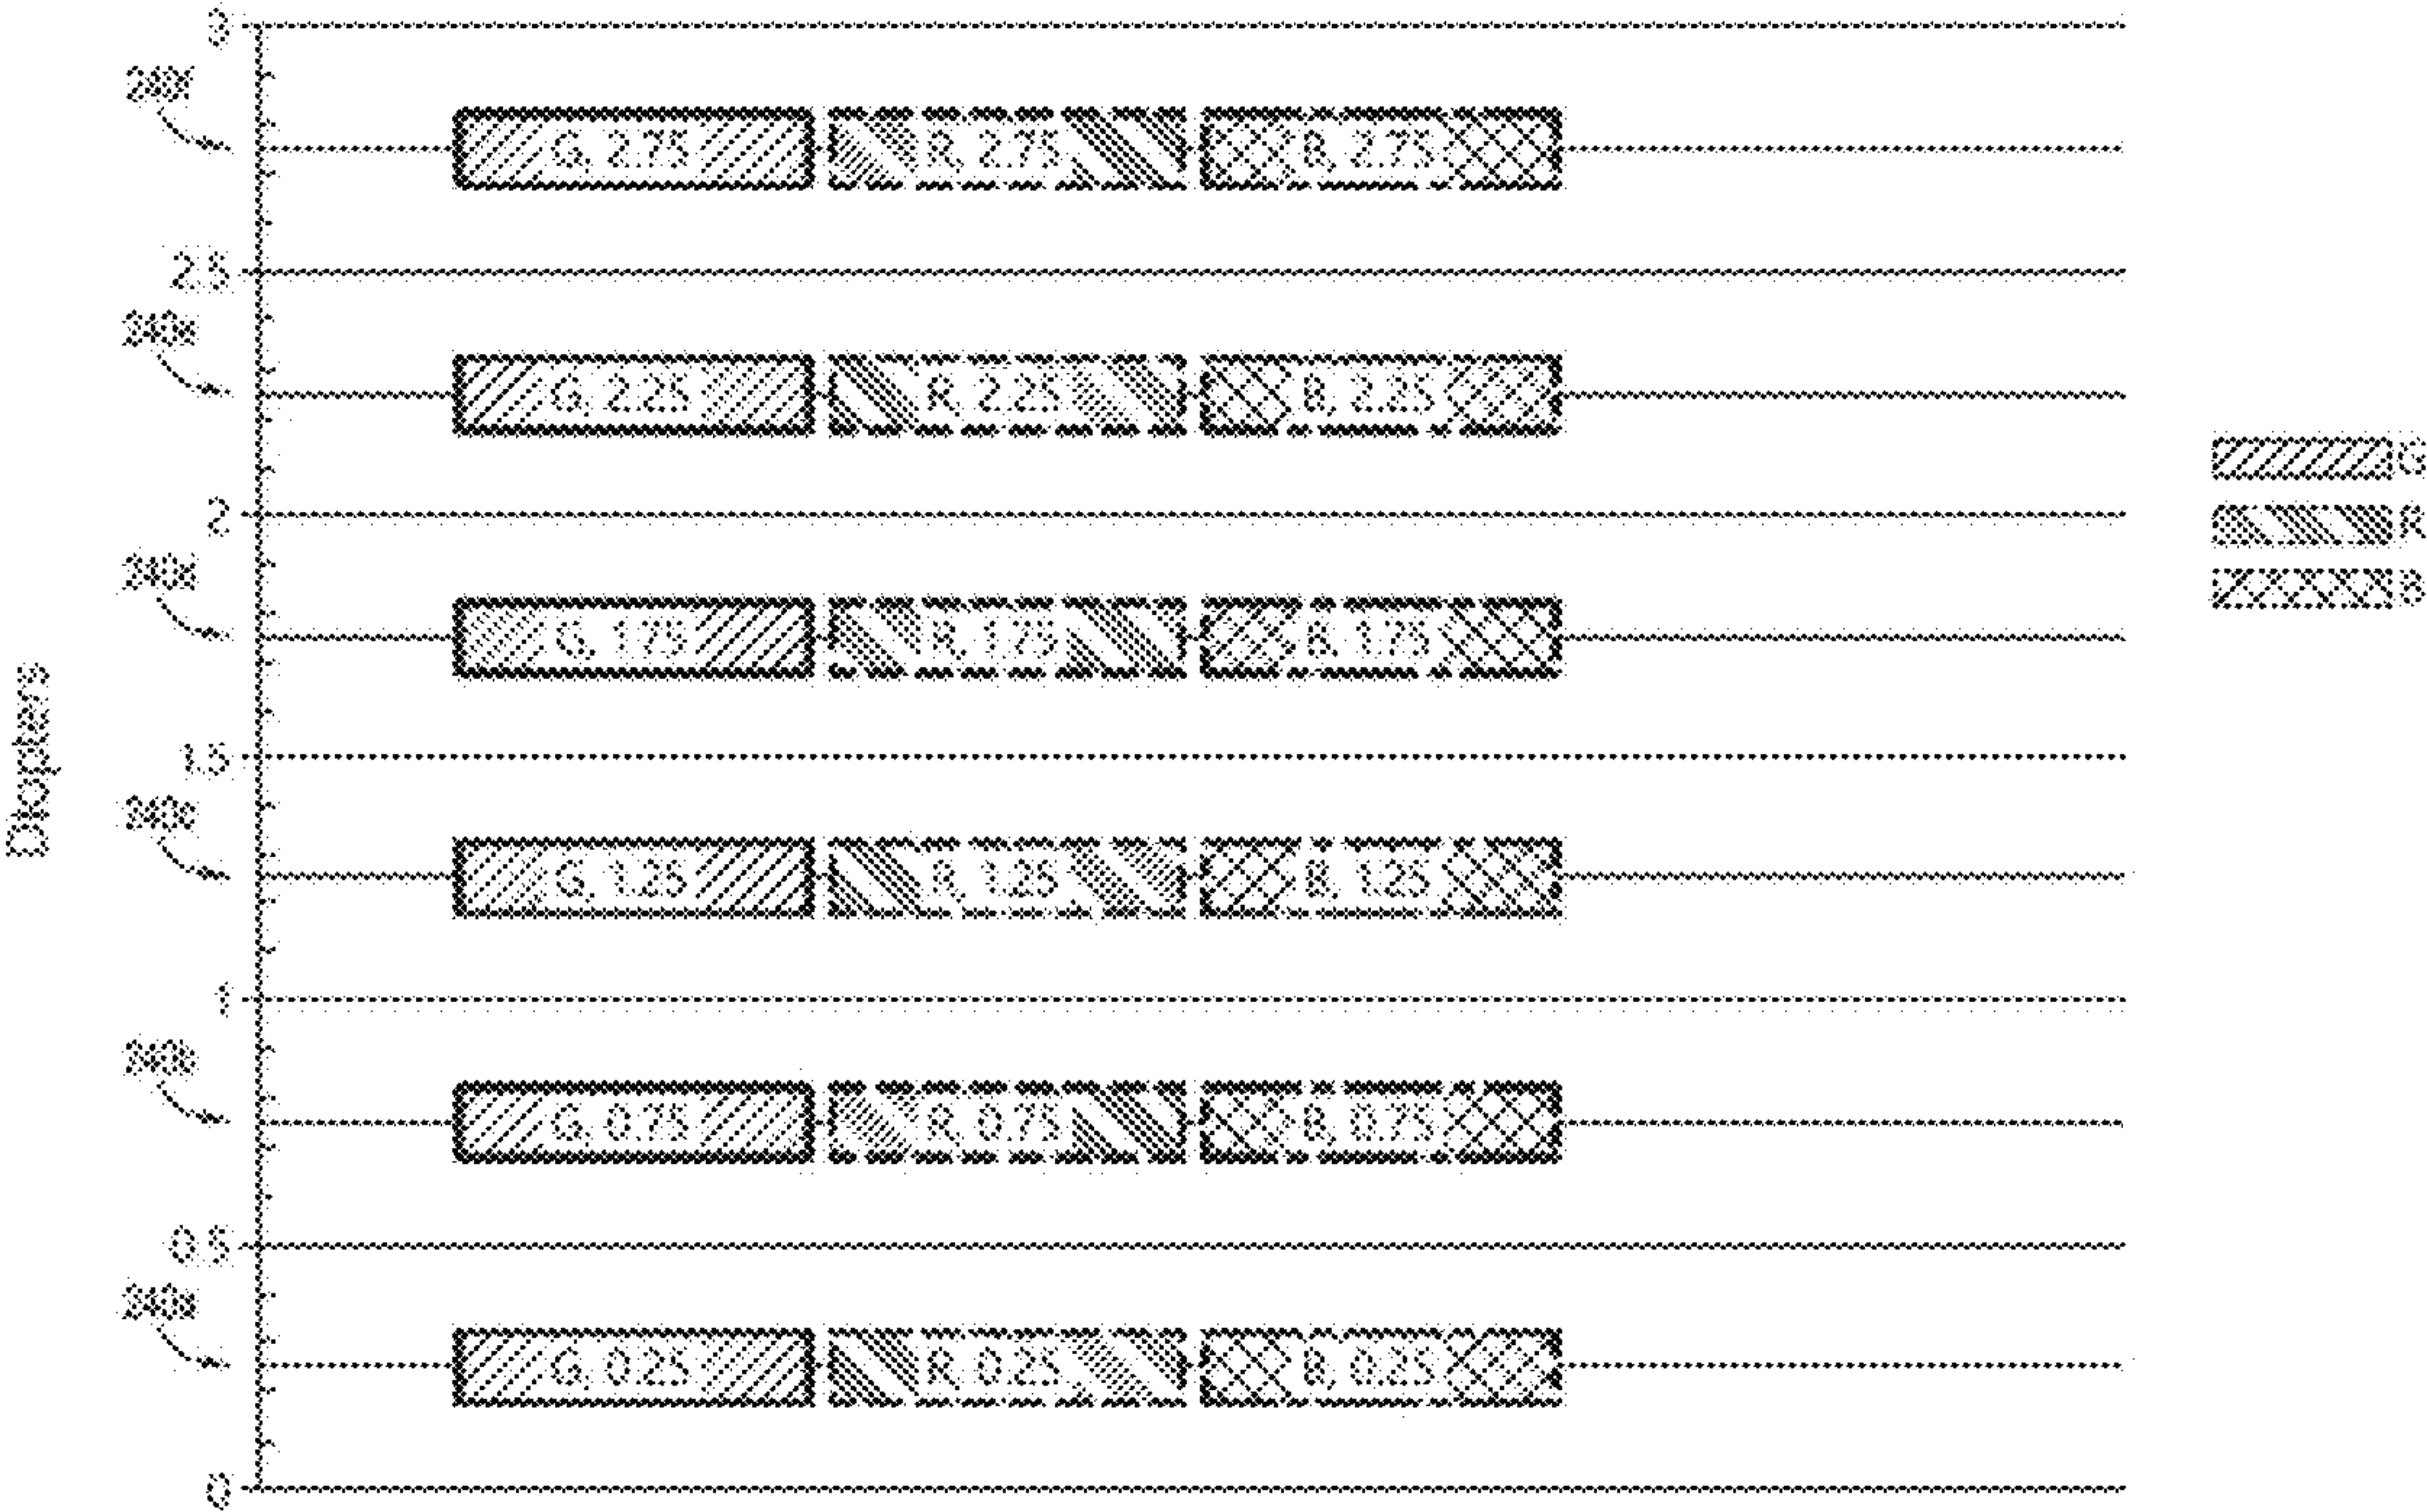 3
G, 2.75 R, 2.75 B, 2.75
2.5
G, 2.25 R, 2.25 B, 2.25
G
2
R
B
G, 1.75 R, 1.75 B, 1.75
Diopters
1.5
G, 1.25 R, 1.25 B, 1.25
1
G, 0.75 R, 0.75 B, 0.75
0.5
G, 0.25 R, 0.25 B, 0.25
0